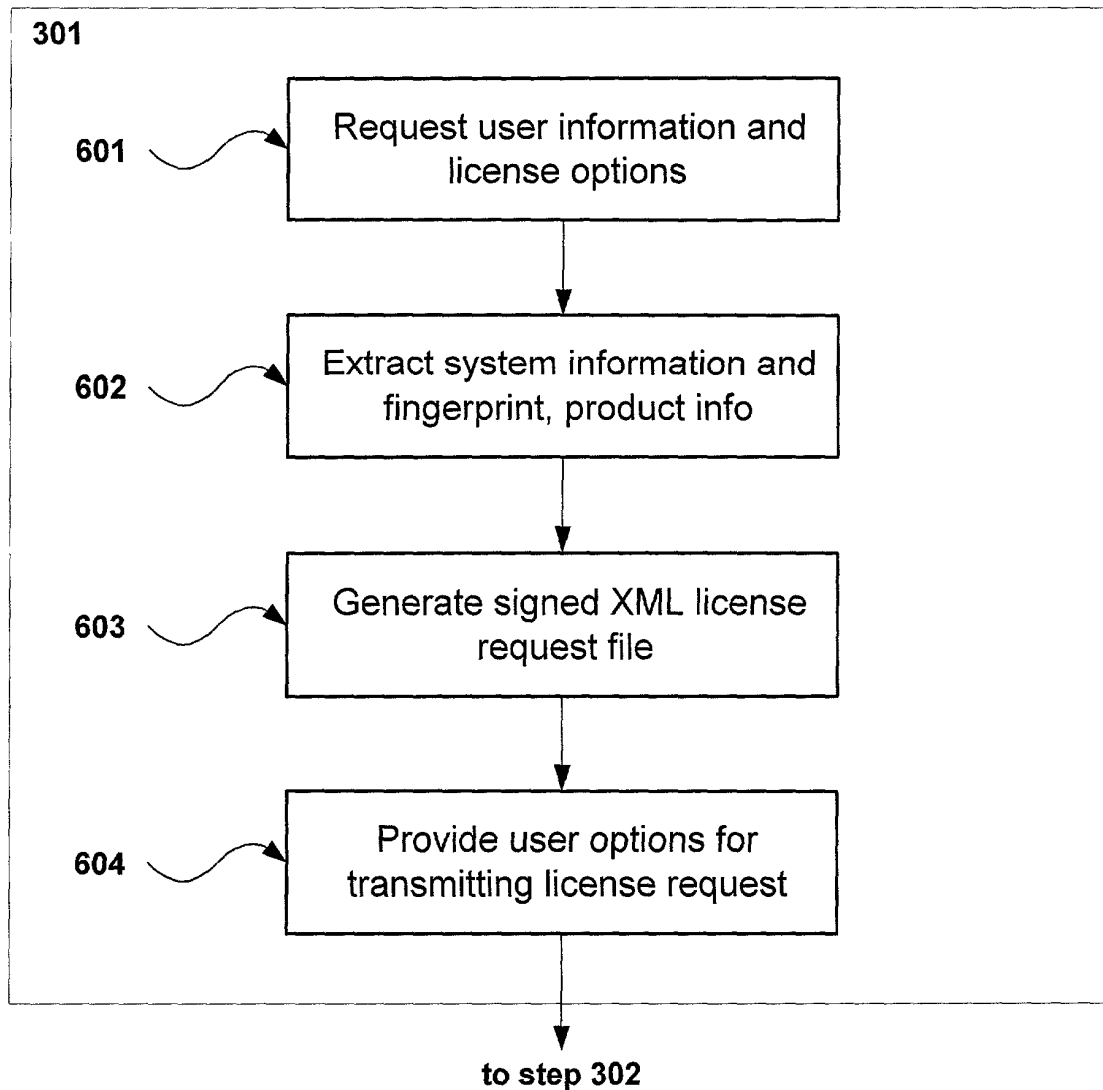 301
601
Request user information and
license options
602
Extract system information and
fingerprint, product info
603
Generate signed XML license
request file
604
Provide user options for
transmitting license request
to step 302